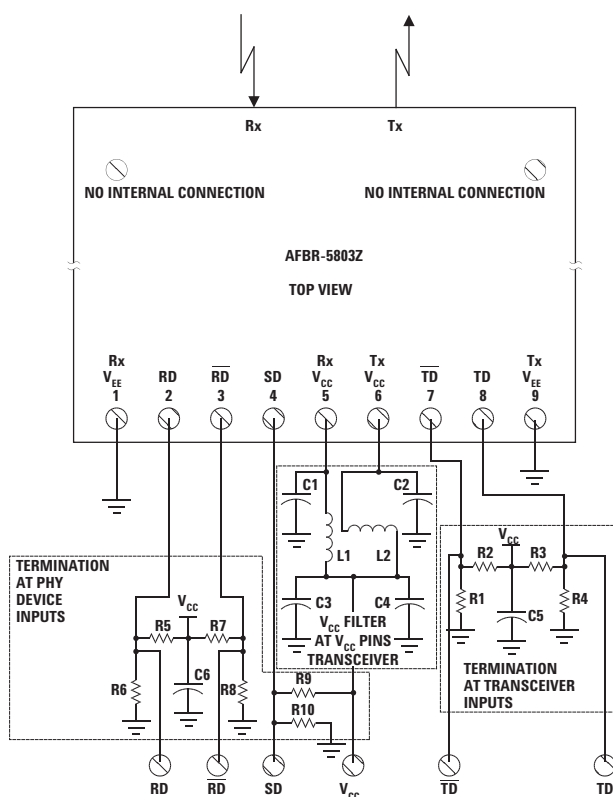 Rx
Tx
NO INTERNAL CONNECTION
NO INTERNAL CONNECTION
AFBR-5803Z
TOP VIEW
Rx
VEE
1
RD
2
RD
3
SD
4
Rx
VCC
5
Tx
VCC
6
TD
7
TD
8
Tx
VEE
9
C1
C2
L1
L2
C3
C4
VCC FILTER
AT VCC PINS
TRANSCEIVER
TERMINATION
AT PHY
DEVICE
INPUTS
VCC
R5
R7
R6
C6
R8
R9
R10
VCC
R2
R3
R1
C5
R4
TERMINATION
AT TRANSCEIVER
INPUTS
RD
RD
SD
VCC
TD
TD